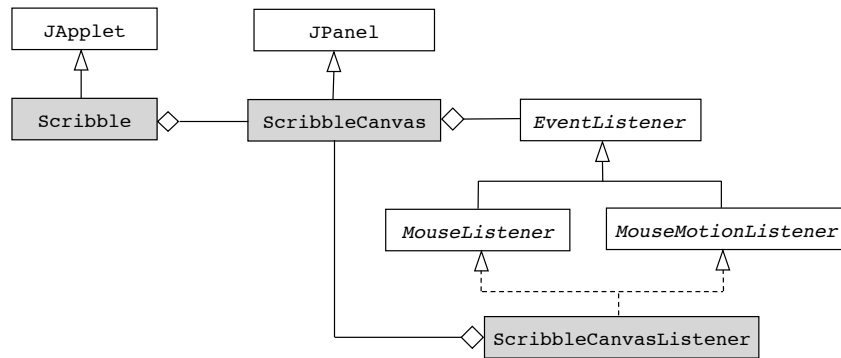 JApplet
JPanel
Scribble
ScribbleCanvas
EventListener
MouseListener
MouseMotionListener
ScribbleCanvasListener